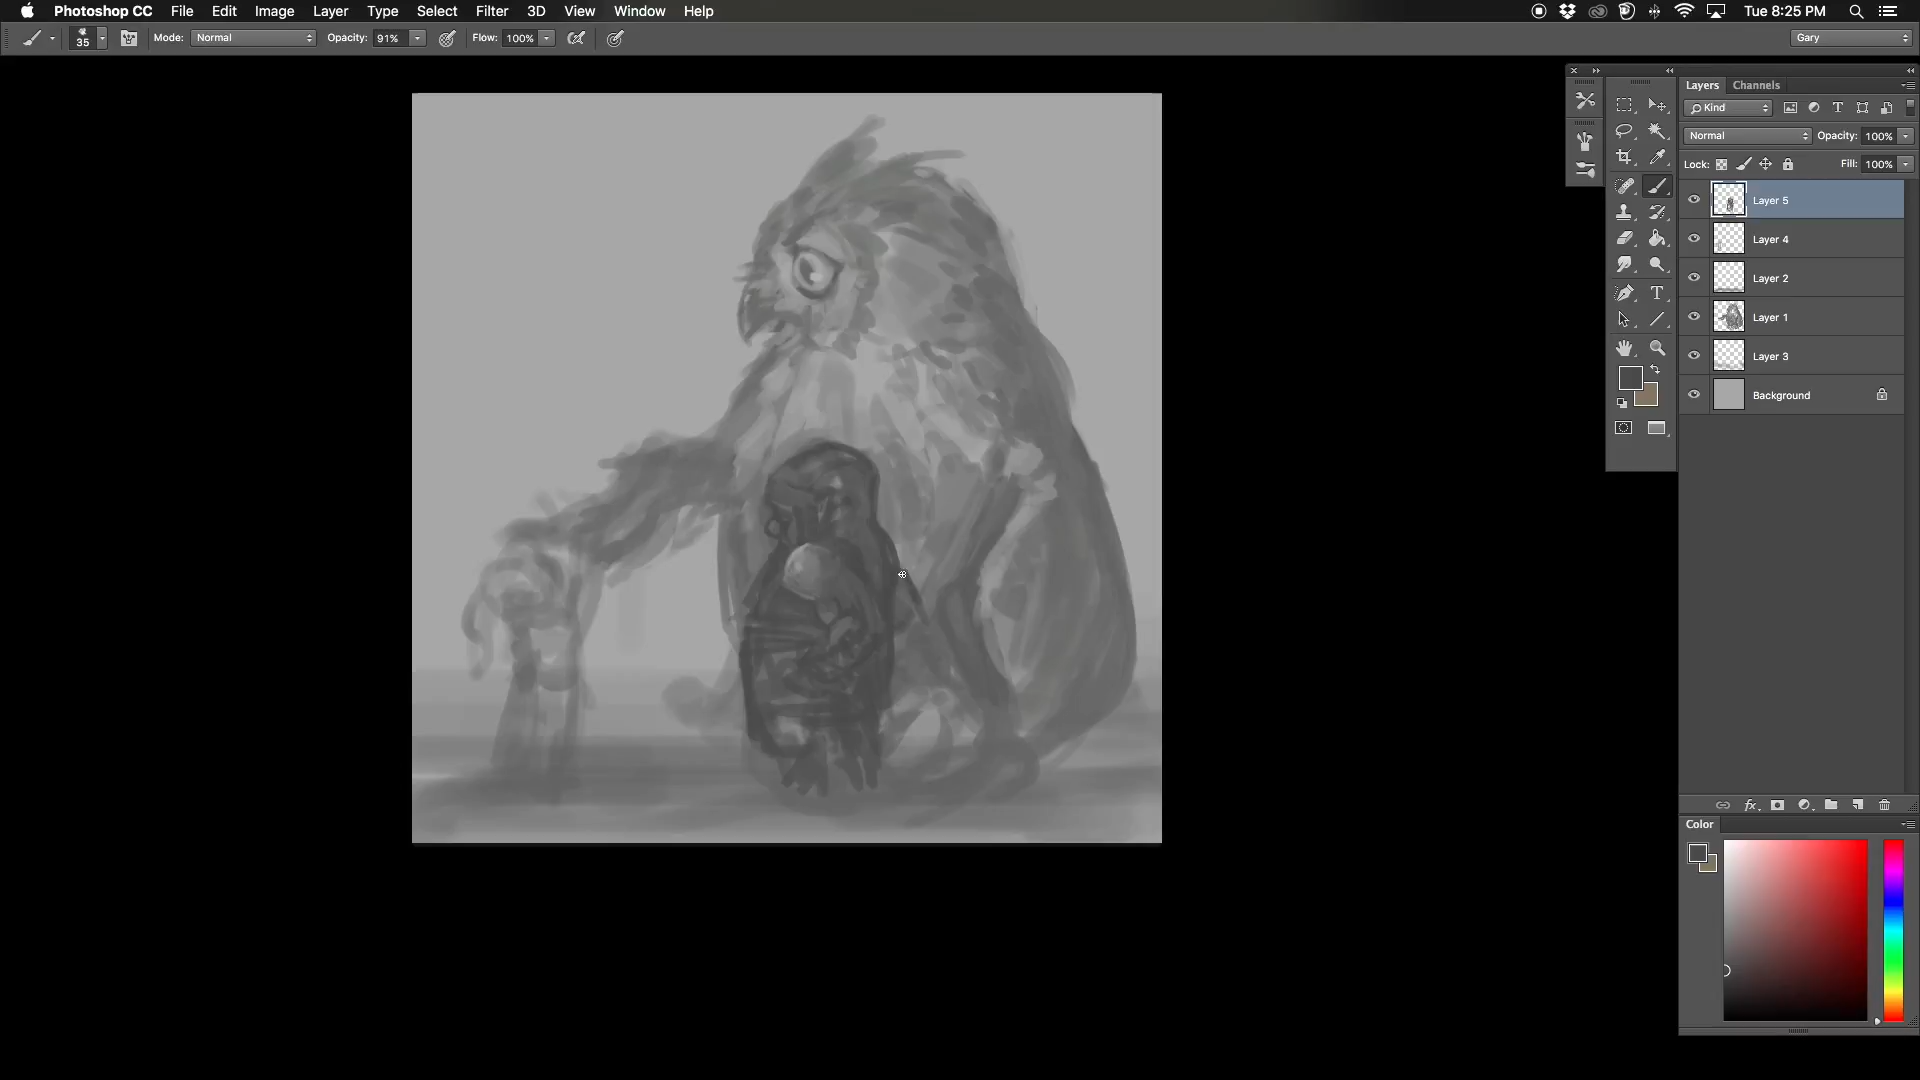 Photoshop CC File Edit Image Layer Type Select Filter 3D View Window Help Tue 8:25 PM
35 Mode: Normal Opacity: 91% Flow: 100% Gary
Layers Channels
Kind T
Normal Opacity: 100%
Lock: Fill: 100%
Layer 5
Layer 4
Layer 2
T
Layer 1
Layer 3
Background
fx
Color